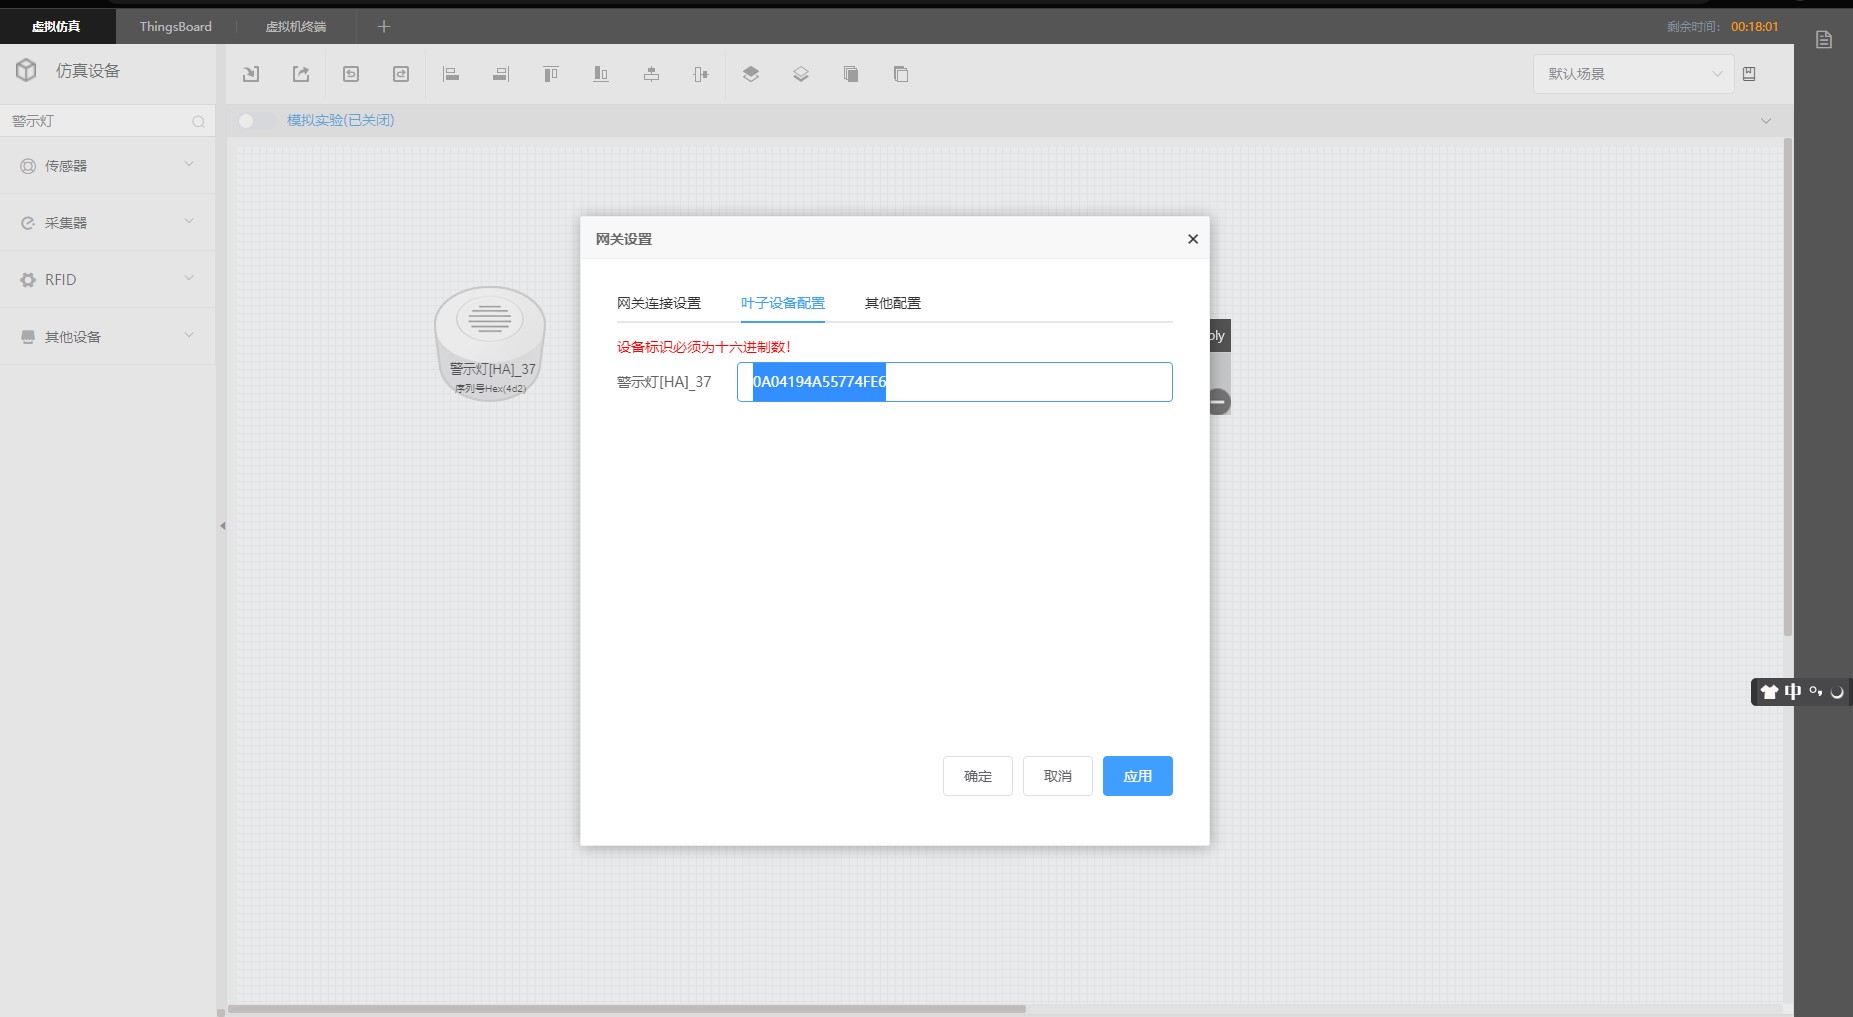 虚拟仿真
ThingsBoard
虚拟机终端
剩余时间:
00:18:01
仿真设备
默认场景
警示灯
模拟实验(已关闭)
传感器
采集器
RFID
其他设备
警示灯[HA]_37
序列号Hex(4d2)
网关设置
网关连接设置
叶子设备配置
其他配置
设备标识必须为十六进制数!
警示灯[HA]_37
0A04194A55774FE6
确定
取消
应用
中